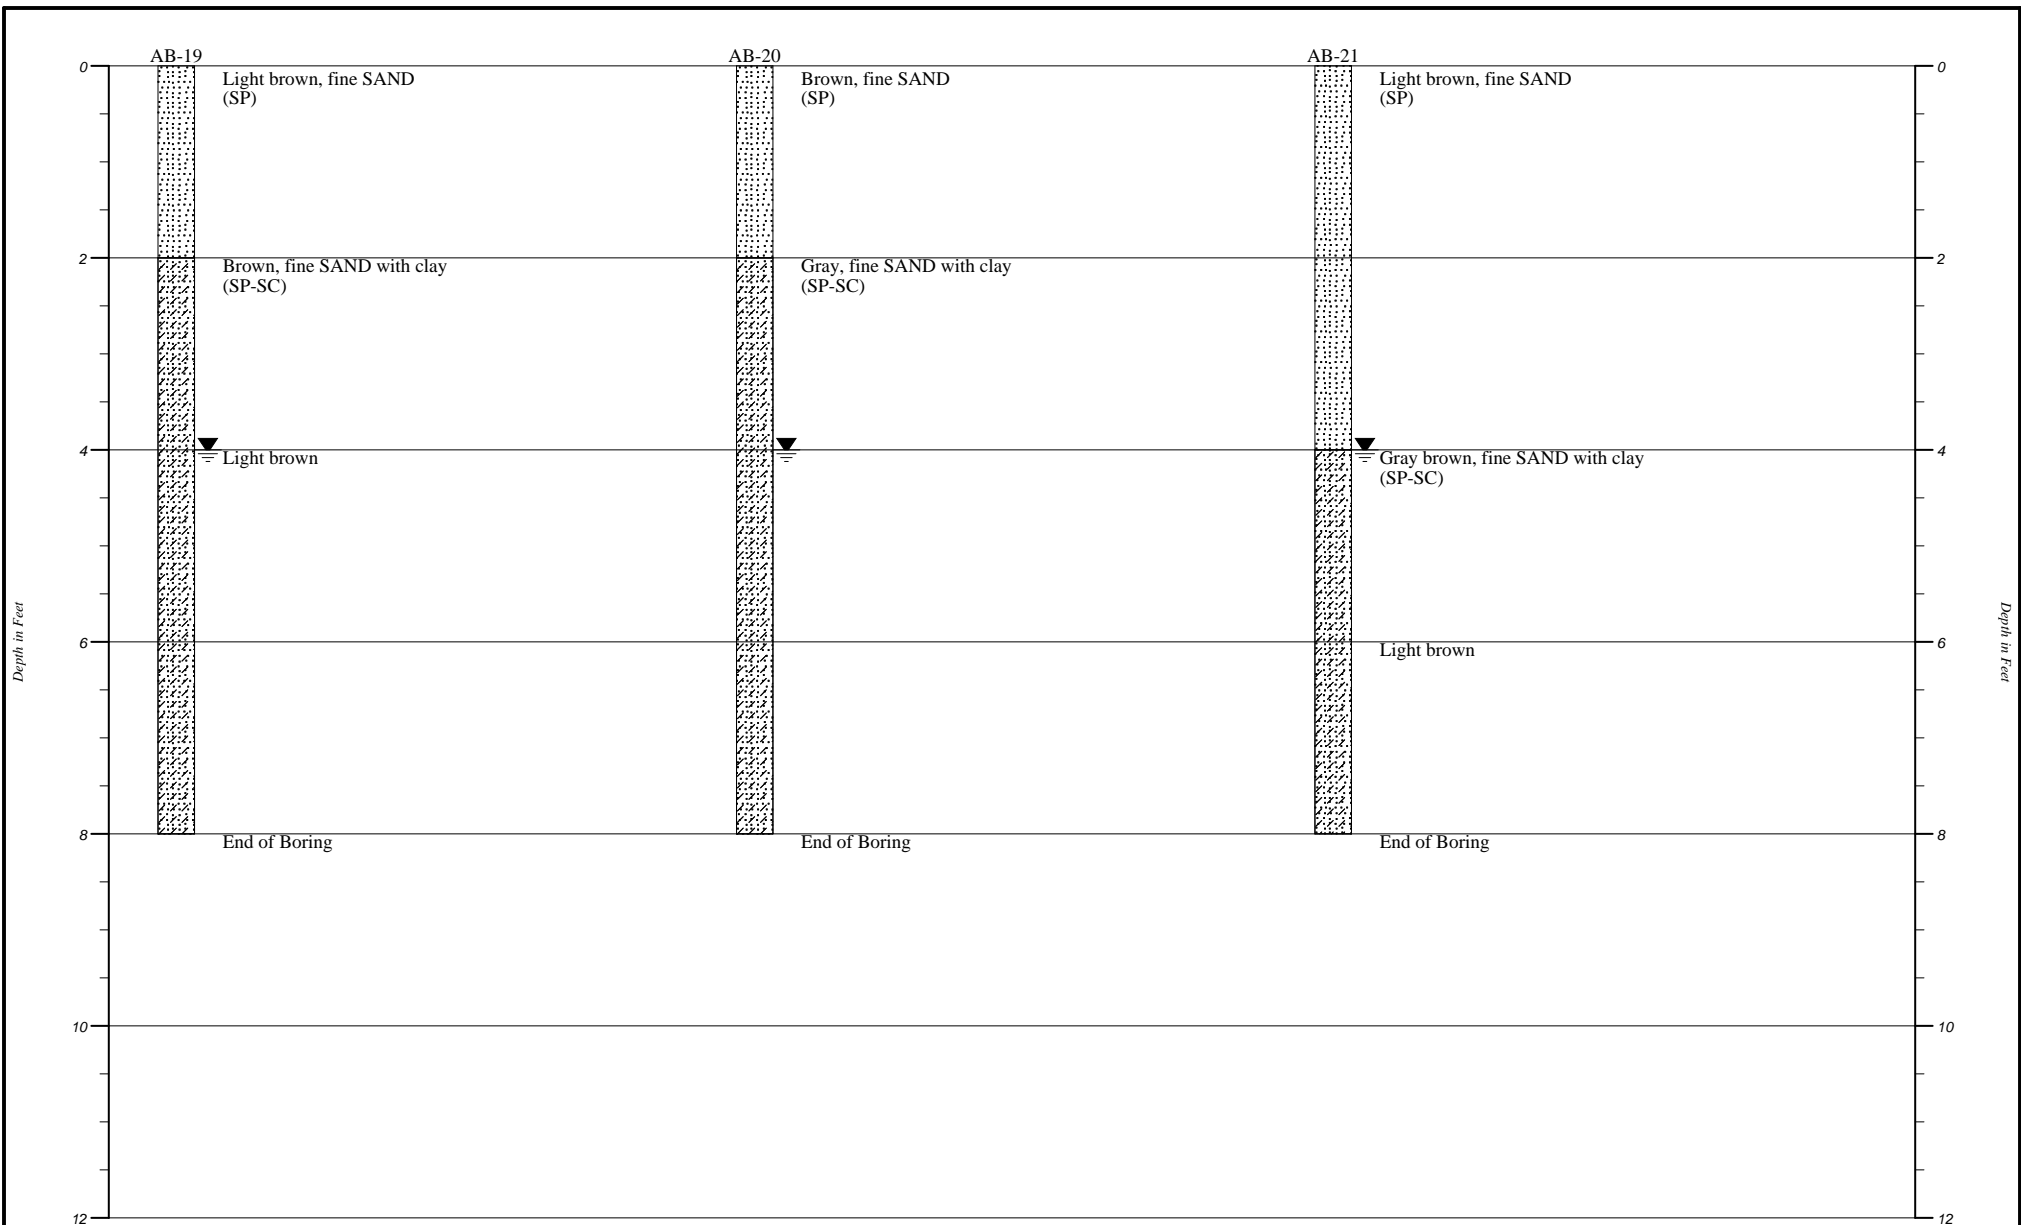 AB-19
AB-20
AB-21
0
0
Light brown, fine SAND
(SP)
Brown, fine SAND
(SP)
Light brown, fine SAND
(SP)
2
2
Brown, fine SAND with clay
(SP-SC)
Gray, fine SAND with clay
(SP-SC)
4
4
Light brown
Gray brown, fine SAND with clay
(SP-SC)
Depth in Feet
Depth in Feet
6
6
Light brown
8
8
End of Boring
End of Boring
End of Boring
10
10
12
12